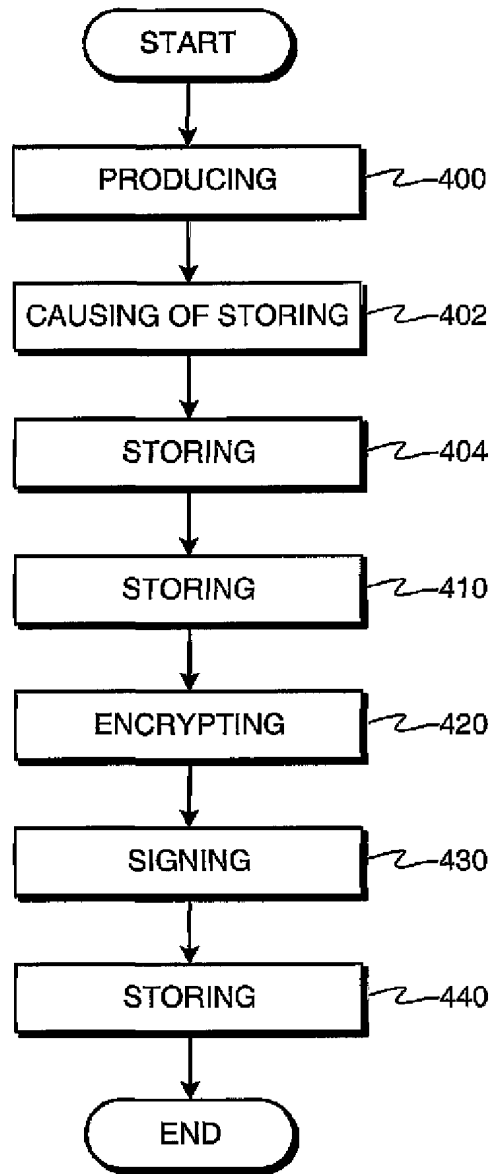 START
PRODUCING 400
CAUSING OF STORING 402
STORING 404
STORING 410
ENCRYPTING 420
SIGNING 430
STORING 440
END